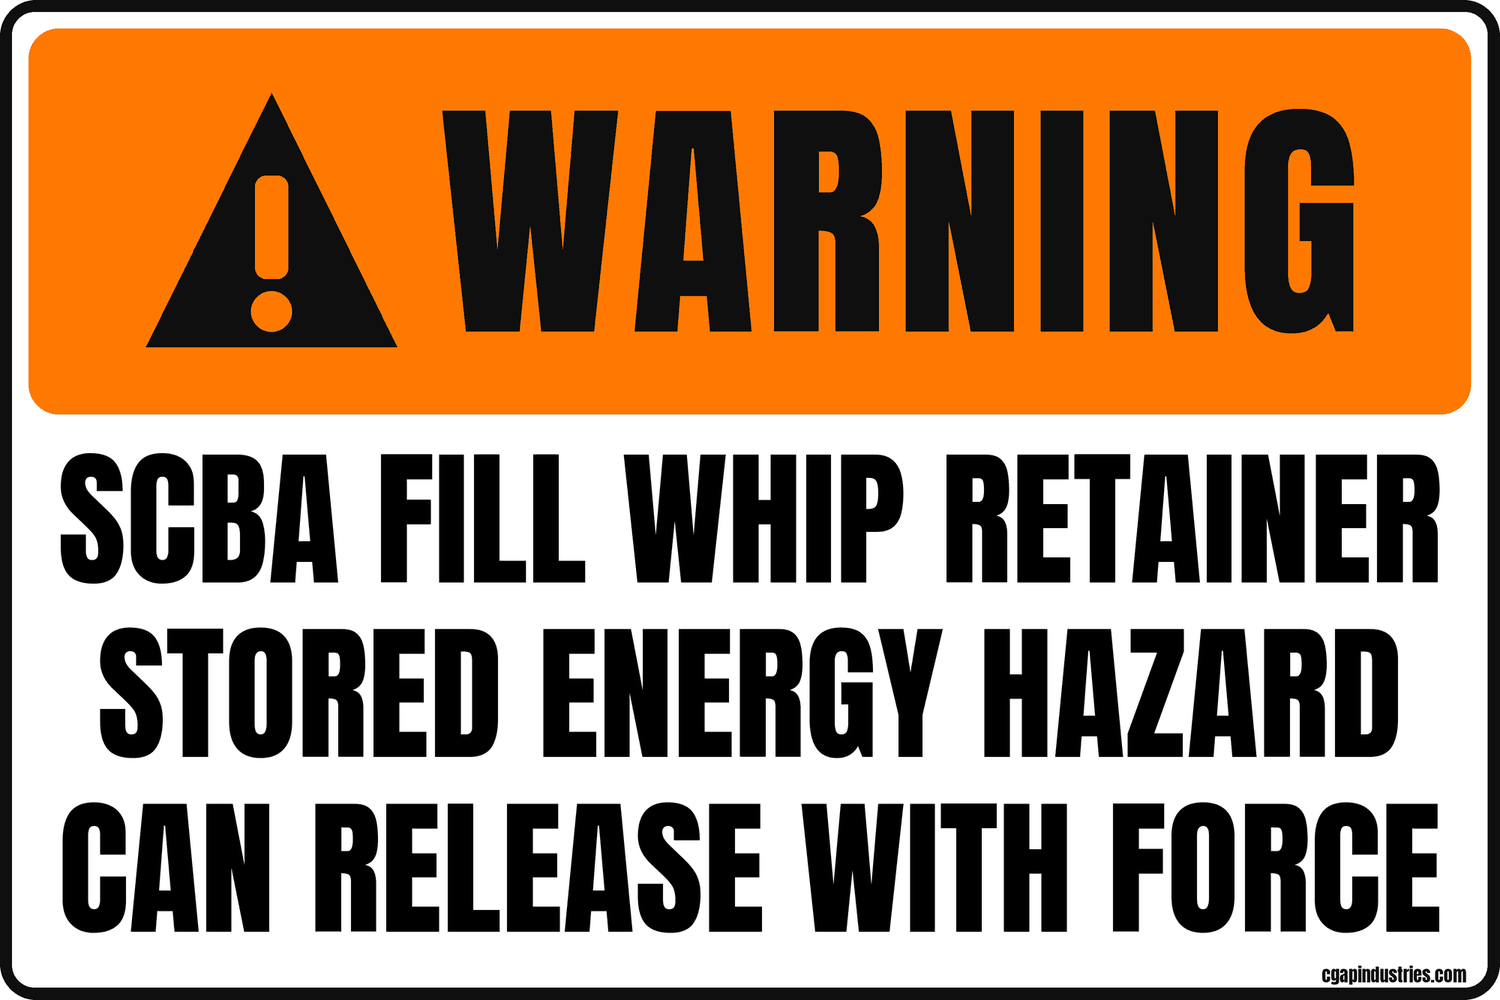 WARNING
SCBA FILL WHIP RETAINER
STORED ENERGY HAZARD
CAN RELEASE WITH FORCE
cgapindustries.com